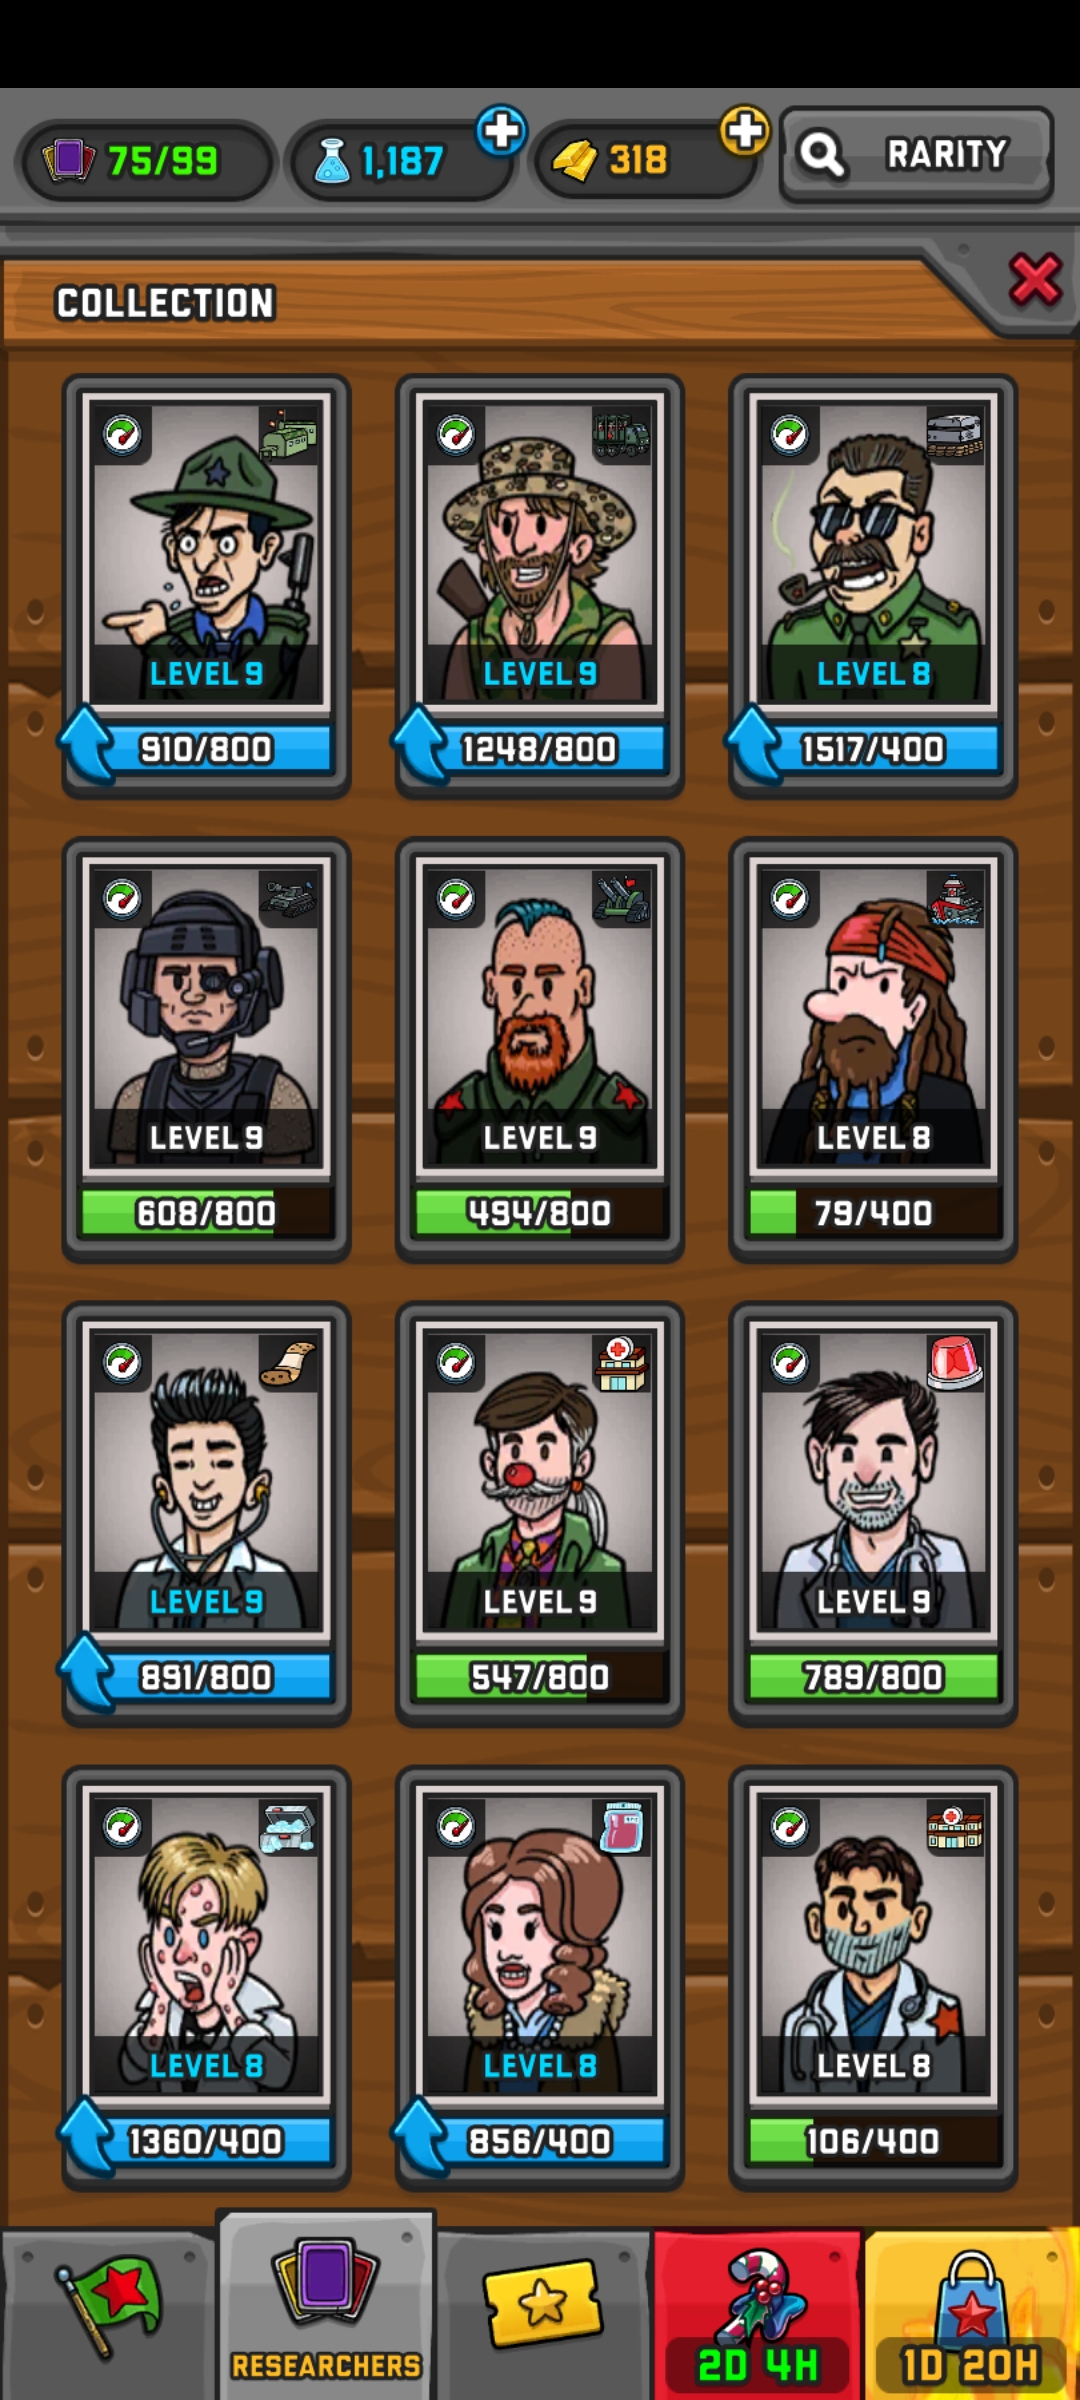 75/99 1,187 318 RARITY
COLLECTION
LEVEL 9 LEVEL 9 LEVEL 8
910/800 1248/800 1517/400
LEVEL 9 LEVEL 9 LEVEL 8
608/800 494/800 79/400
LEVEL 9 LEVEL 9 LEVEL 9
891/800 547/800 789/800
LEVEL 8 LEVEL 8 LEVEL 8
1360/400 856/400 106/400
RESEARCHERS 2D 4H 1D 20H